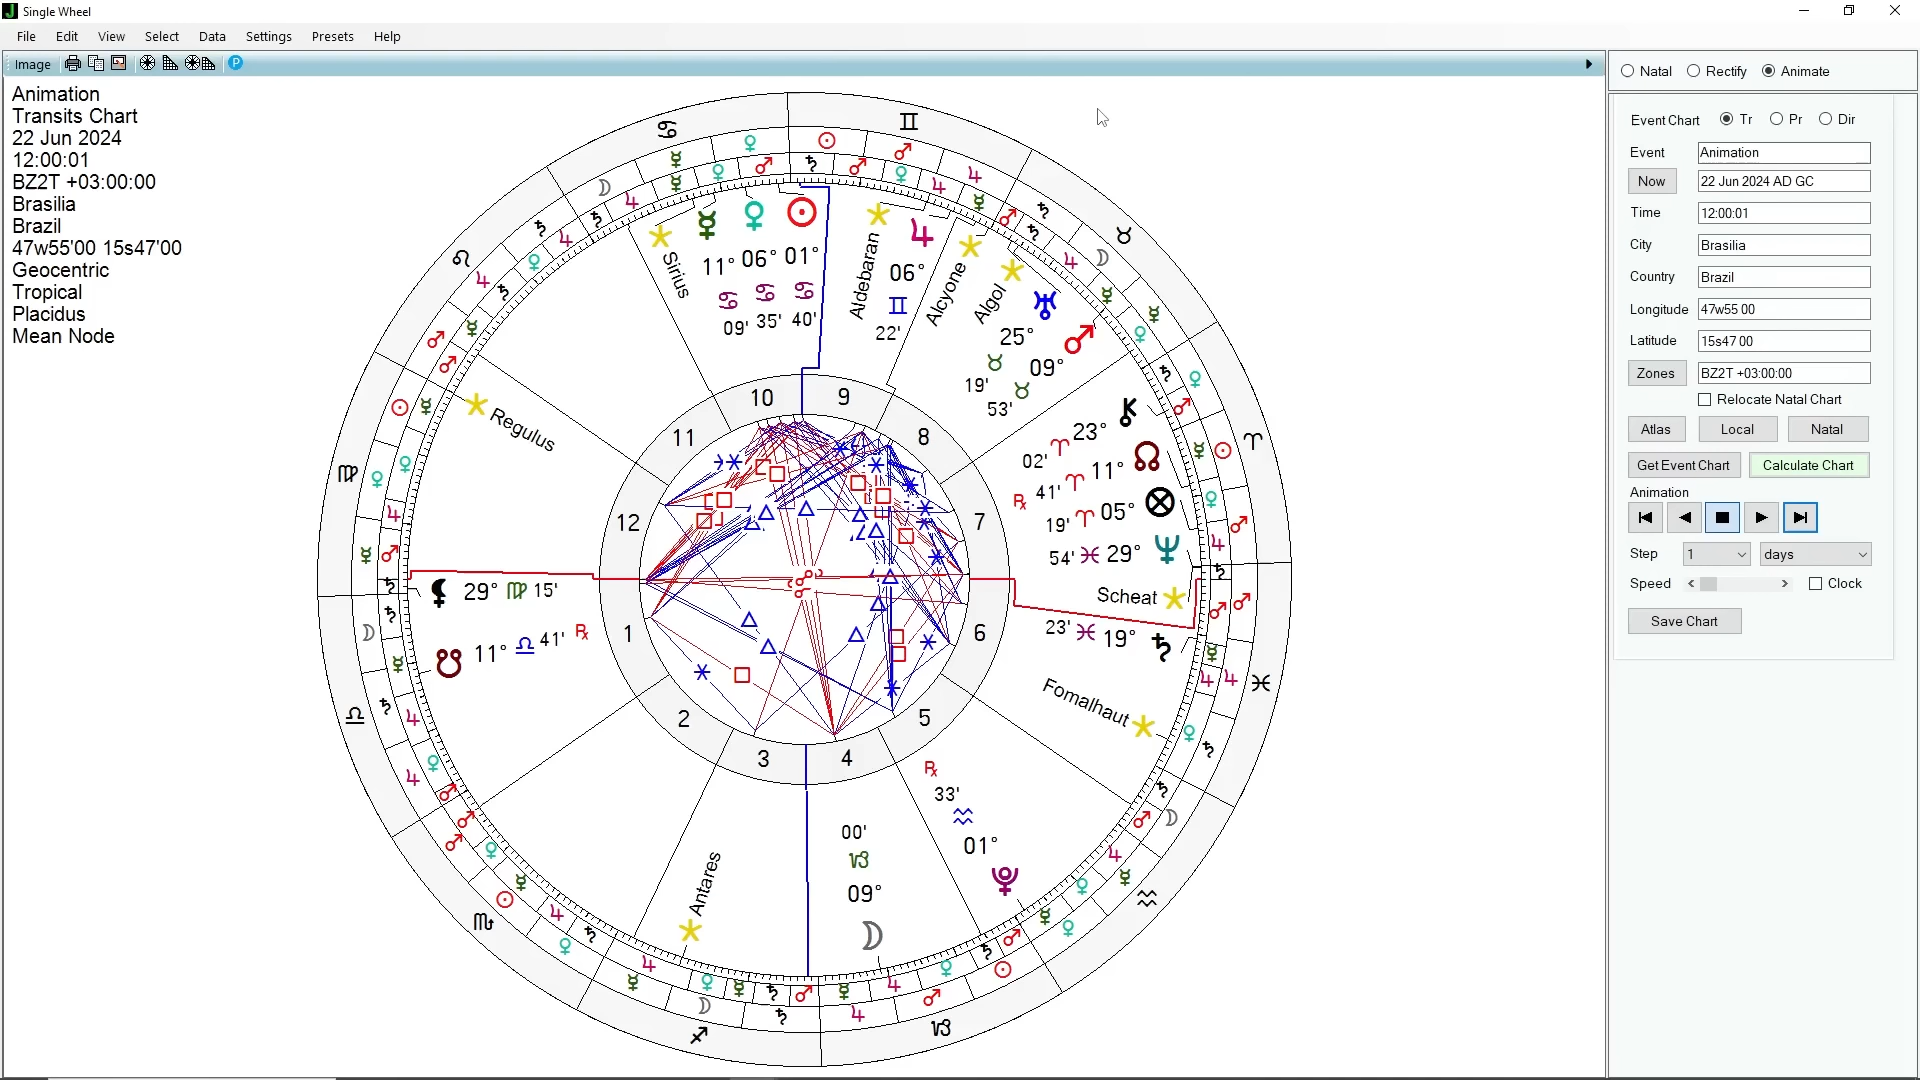 Single Wheel
File Edit View Select Data Settings Presets Help
Image
Animation
Transits Chart
22 Jun 2024
12:00:01
BZ2T +03:00:00
Brasilia
Brazil
47w55'00 15s47'00
Geocentric
Tropical
Placidus
Mean Node
Sirius
11° ♋ 09'
06° ♋ 35'
01° ♋ 40'
Aldebaran
06° ♊ 22'
Alcyone
Algol
25° ♉ 19'
09° ♉ 53'
23° ♈ 02'
11° ♈ 41' ℞
05° ♈ 19'
29° ♓ 54'
Scheat
19° ♓ 23'
Fomalhaut
℞
33' ♒ 01°
00' ♑ 09°
Antares
11° ♎ 41' ℞
29° ♍ 15'
Regulus
10
9
11
8
12
7
1
6
2
5
3
4
Natal Rectify Animate
Event Chart Tr Pr Dir
Event Animation
Now 22 Jun 2024 AD GC
Time 12:00:01
City Brasilia
Country Brazil
Longitude 47w55 00
Latitude 15s47 00
Zones BZ2T +03:00:00
Relocate Natal Chart
Atlas Local Natal
Get Event Chart Calculate Chart
Animation
Step 1 days
Speed < > Clock
Save Chart